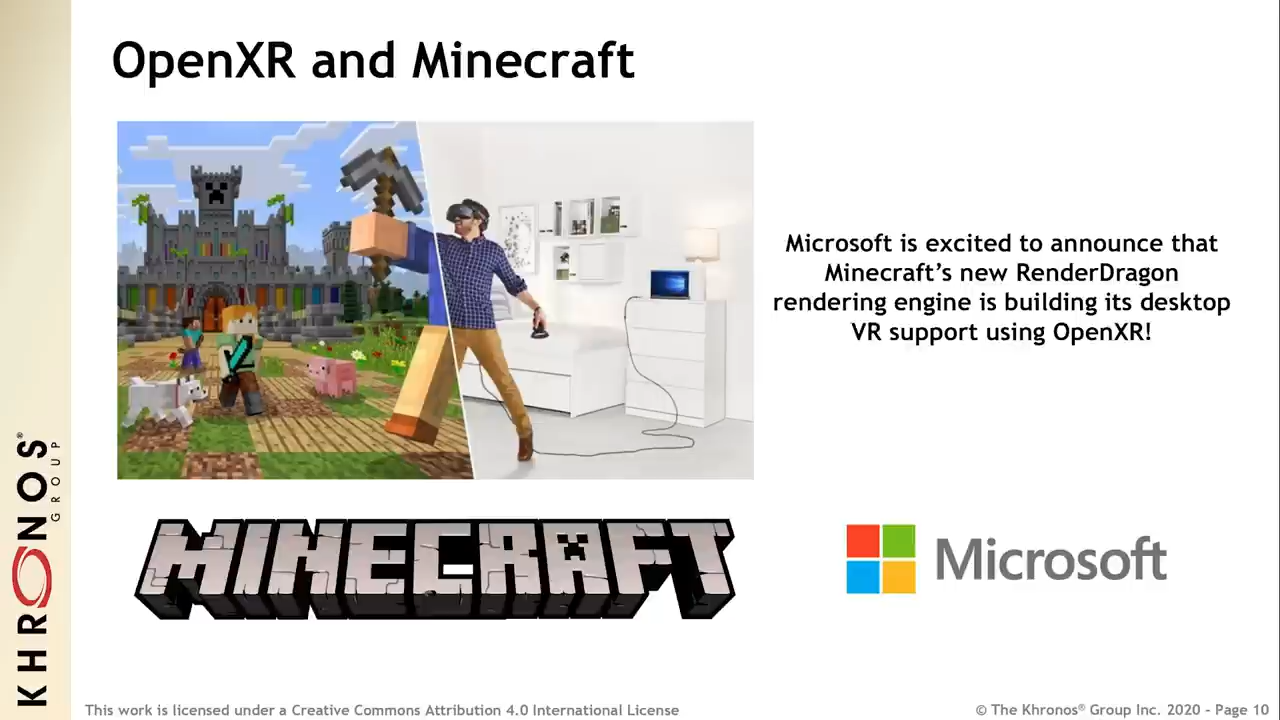 OpenXR and Minecraft
Microsoft is excited to announce that
Minecraft’s new RenderDragon
rendering engine is building its desktop
VR support using OpenXR!
MINECRAFT
Microsoft
KHRONOS®
GROUP
This work is licensed under a Creative Commons Attribution 4.0 International License
© The Khronos® Group Inc. 2020 - Page 10